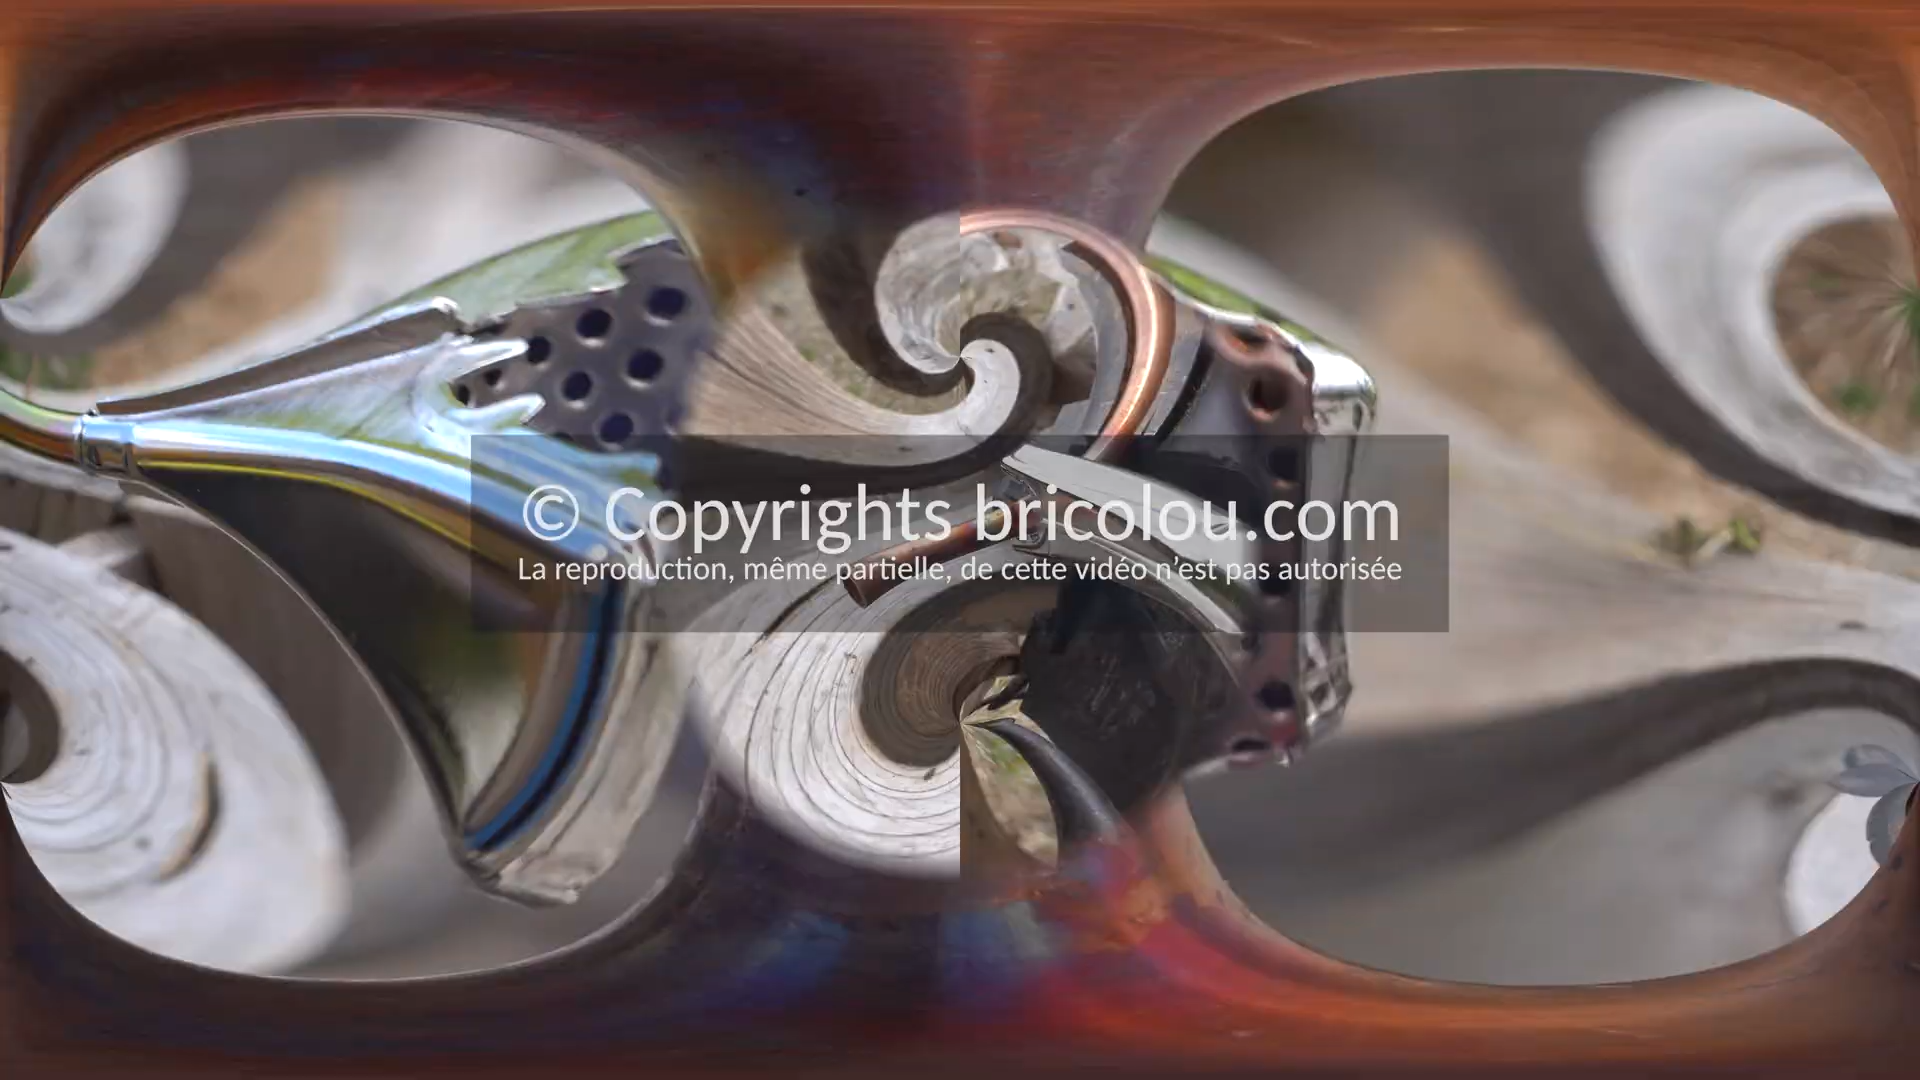 © Copyrights bricolou.com
La reproduction, même partielle, de cette vidéo n’est pas autorisée